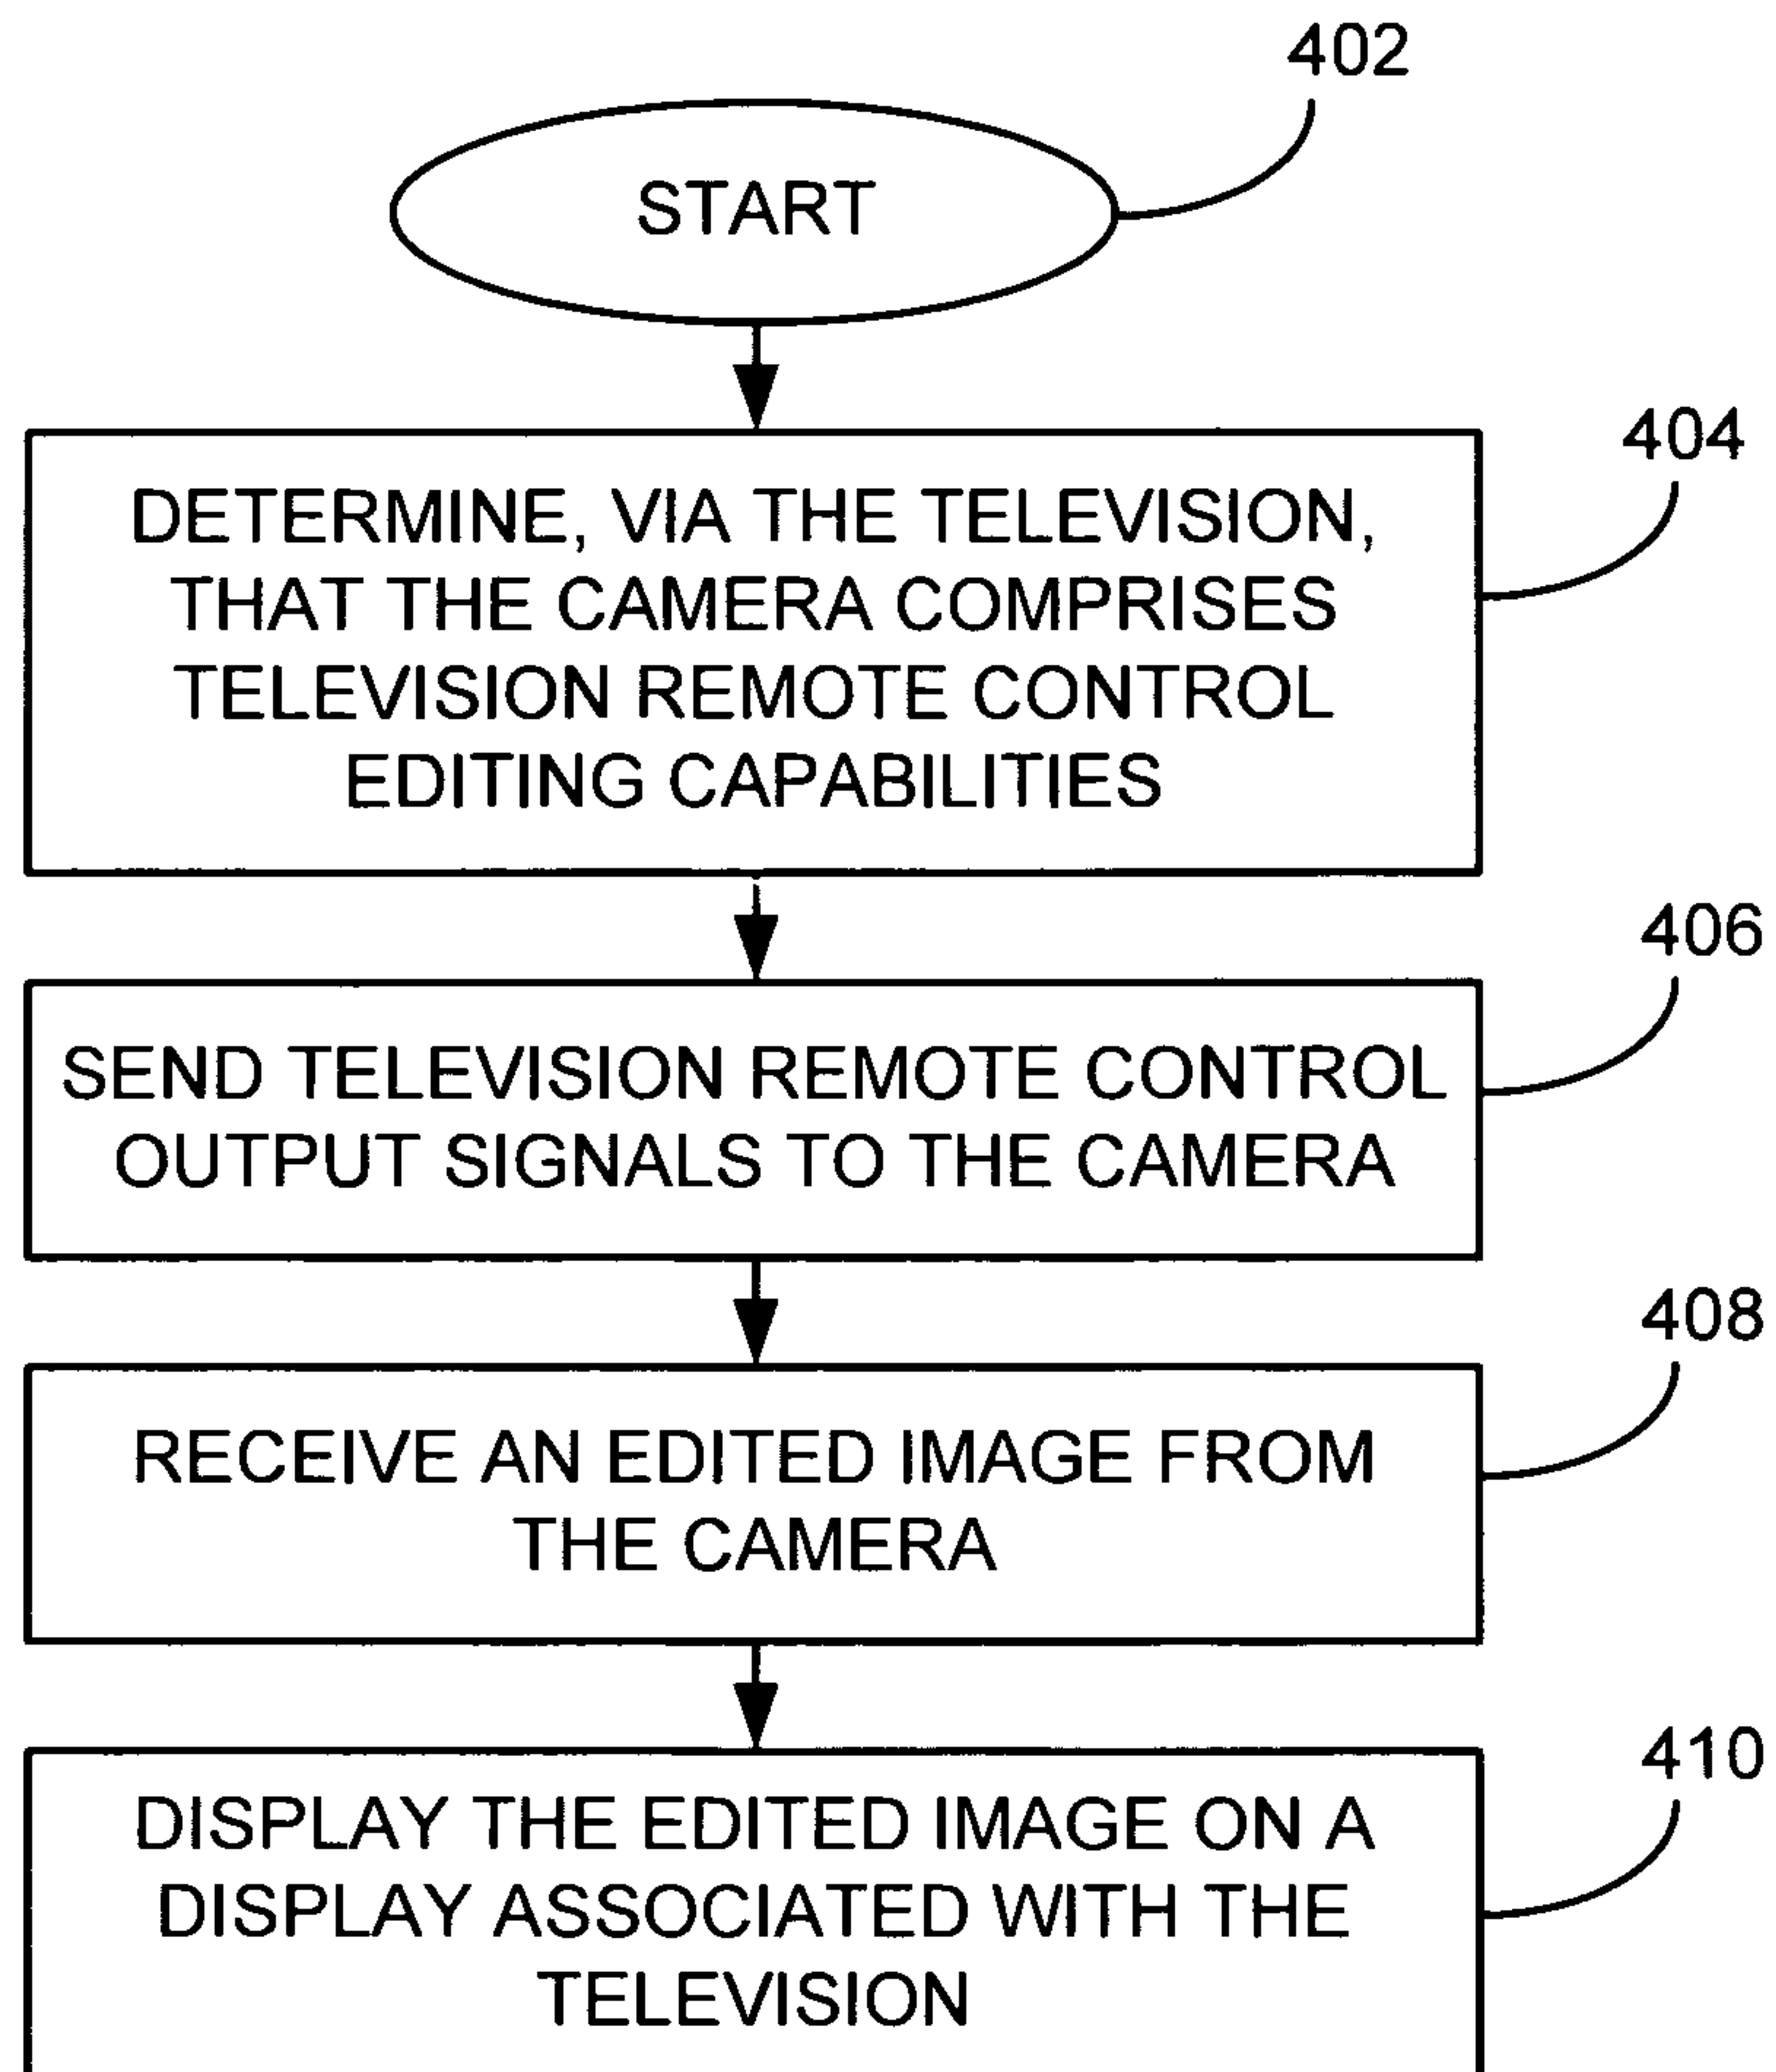 402
START
404
DETERMINE, VIA THE TELEVISION,
THAT THE CAMERA COMPRISES
TELEVISION REMOTE CONTROL
EDITING CAPABILITIES
406
SEND TELEVISION REMOTE CONTROL
OUTPUT SIGNALS TO THE CAMERA
408
RECEIVE AN EDITED IMAGE FROM
THE CAMERA
410
DISPLAY THE EDITED IMAGE ON A
DISPLAY ASSOCIATED WITH THE
TELEVISION